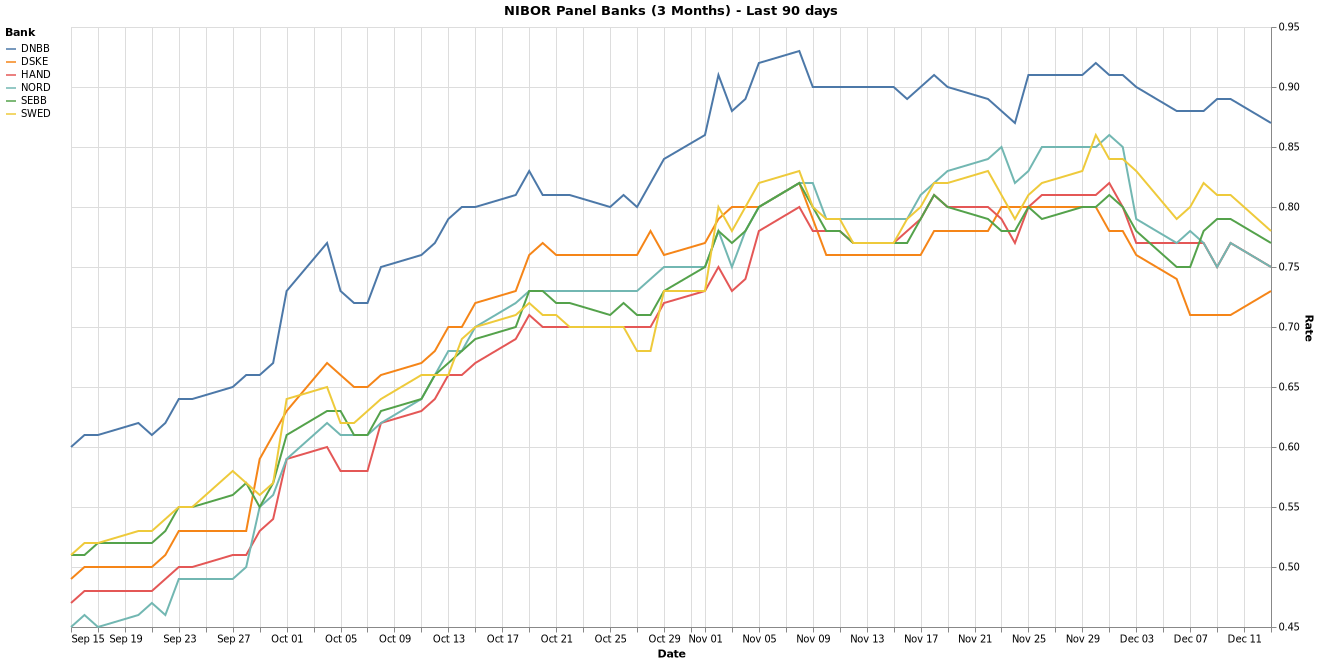 NIBOR Panel Banks (3 Months) - Last 90 days
Bank
DNBB
DSKE
HAND
NORD
SEBB
SWED
0.95
0.90
0.85
0.80
0.75
0.70
0.65
0.60
0.55
0.50
0.45
Rate
Sep 15 Sep 19 Sep 23 Sep 27 Oct 01 Oct 05 Oct 09 Oct 13 Oct 17 Oct 21 Oct 25 Oct 29 Nov 01 Nov 05 Nov 09 Nov 13 Nov 17 Nov 21 Nov 25 Nov 29 Dec 03 Dec 07 Dec 11
Date